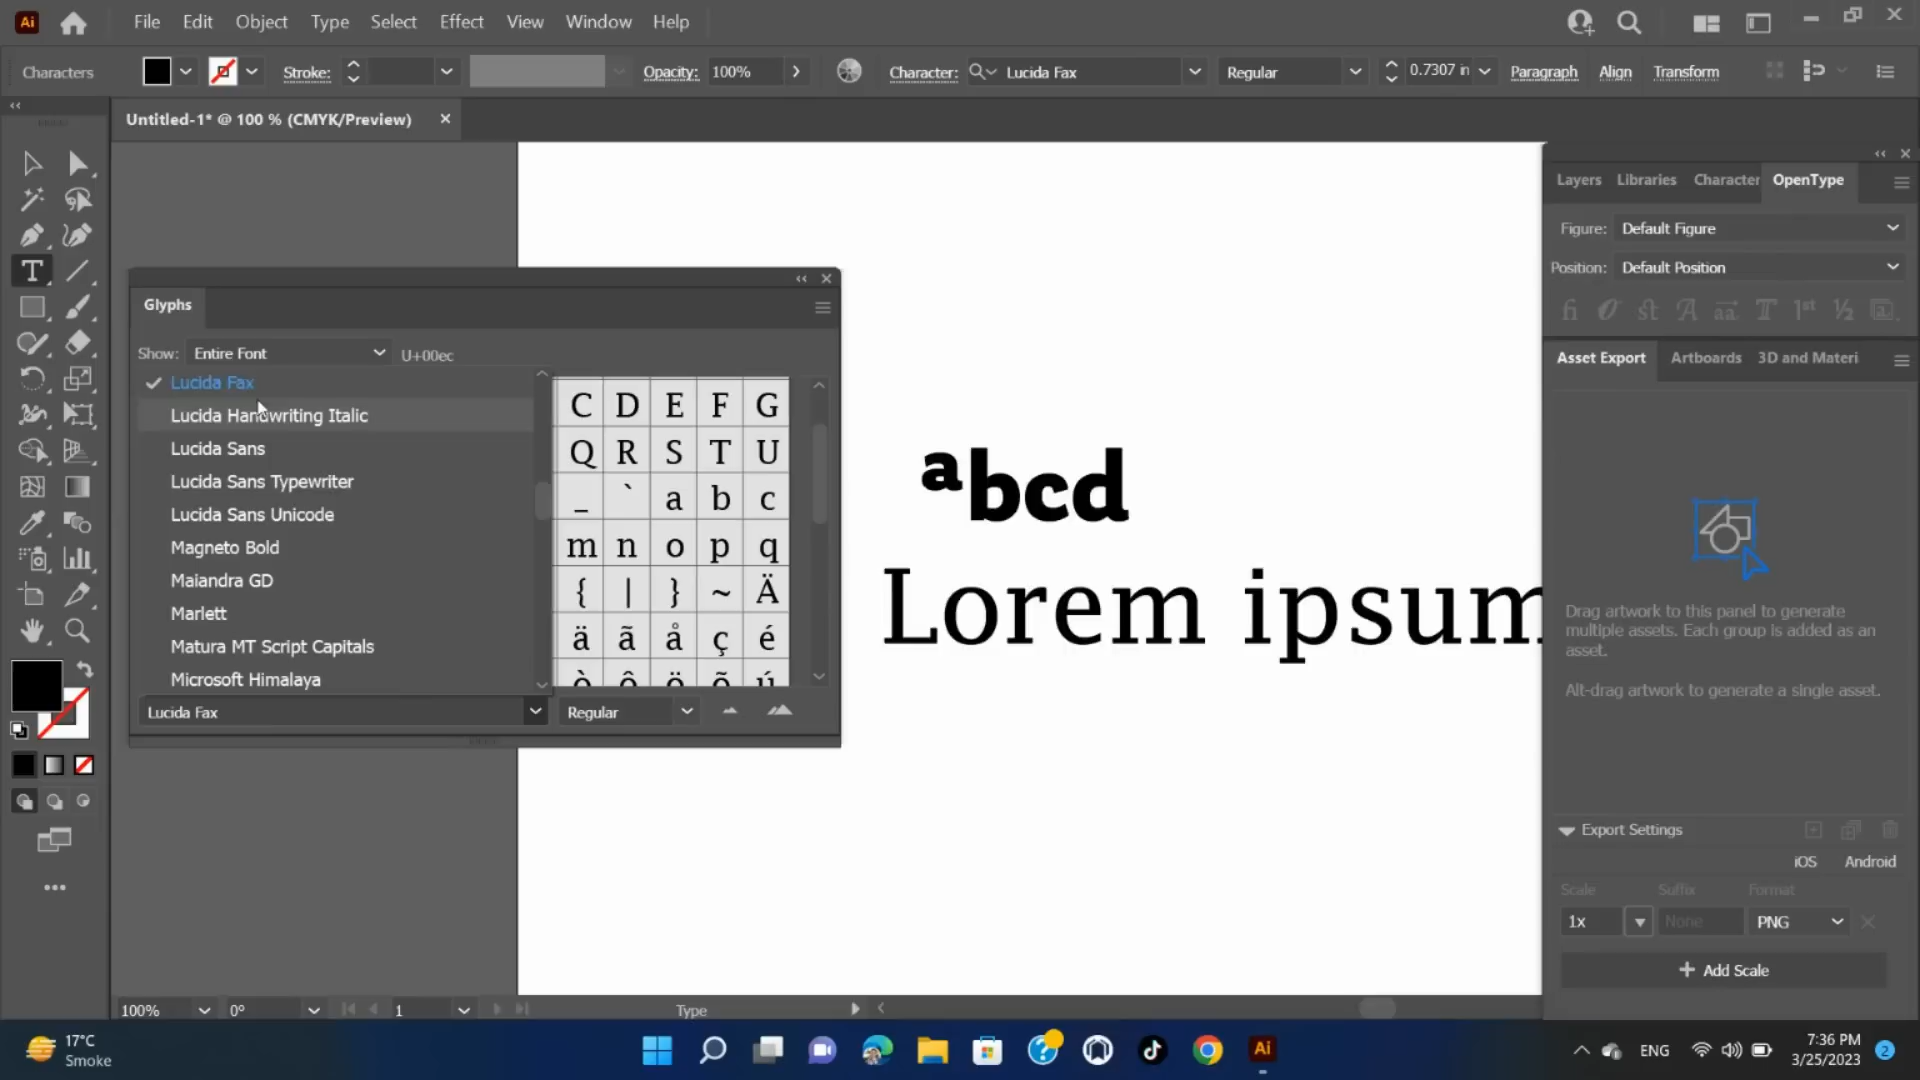 Ai File Edit Object Type Select Effect View Window Help
Characters Stroke: Opacity: 100% Character: Lucida Fax Regular 0.7307 in Paragraph Align Transform
Untitled-1* @ 100 % (CMYK/Preview)
Layers Libraries Character OpenType
Figure: Default Figure
Position: Default Position
Asset Export Artboards 3D and Materi
Glyphs
Show: Entire Font U+00ec
Lucida Fax
Lucida Handwriting Italic
Lucida Sans
Lucida Sans Typewriter
Lucida Sans Unicode
Magneto Bold
Maiandra GD
Marlett
Matura MT Script Capitals
Microsoft Himalaya
Lucida Fax Regular
C D E F G
Q R S T U
_ ` a b c
m n o p q
{ | } ~ Ä
ä ã å ç é
ò ô ö õ ú
abcd
Lorem ipsum
Drag artwork to this panel to generate
multiple assets. Each group is added as an
asset.
Alt-drag artwork to generate a single asset.
Export Settings
iOS Android
Scale Suffix Format
1x None PNG
+ Add Scale
100% 0° 1 Type
17°C
Smoke
Ai
ENG
7:36 PM
3/25/2023
2